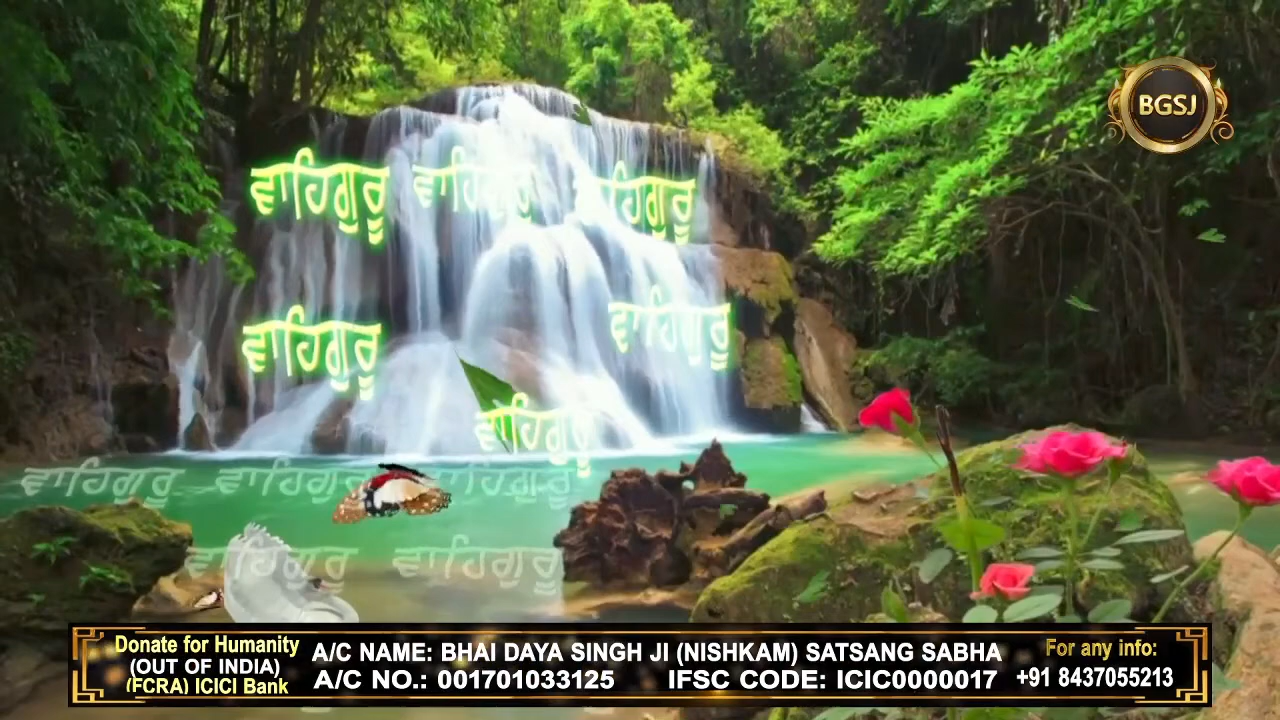 BGSJ
ਵਾਹਿਗੁਰੂ ਵਾਹਿਗੁਰੂ ਵਾਹਿਗੁਰੂ
ਵਾਹਿਗੁਰੂ ਵਾਹਿਗੁਰੂ
ਵਾਹਿਗੁਰੂ
ਵਾਹਿਗੁਰੂ ਵਾਹਿਗੁਰੂ ਵਾਹਿਗੁਰੂ
ਵਾਹਿਗੁਰੂ ਵਾਹਿਗੁਰੂ
Donate for Humanity
(OUT OF INDIA)
(FCRA) ICICI Bank
A/C NAME: BHAI DAYA SINGH JI (NISHKAM) SATSANG SABHA
A/C NO.: 001701033125 IFSC CODE: ICIC0000017
For any info:
+91 8437055213